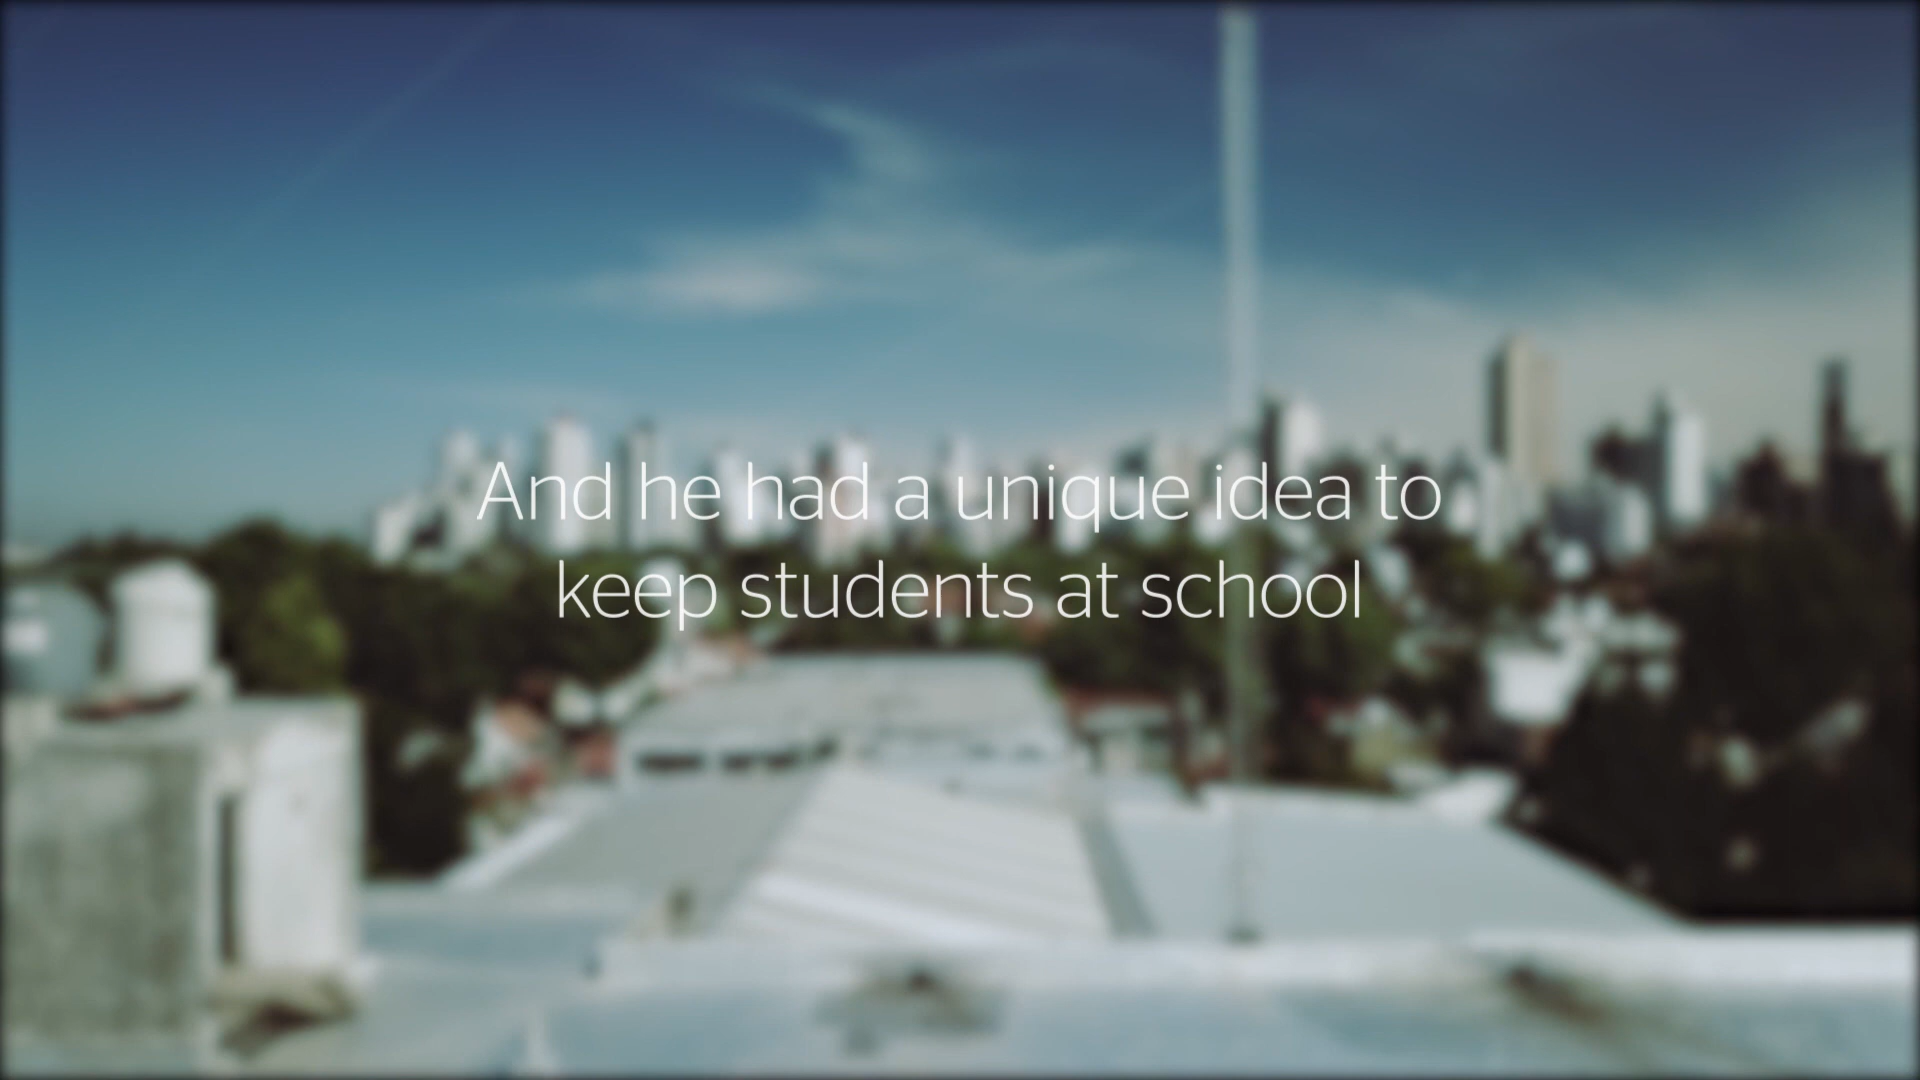 And he had a unique idea to
keep students at school